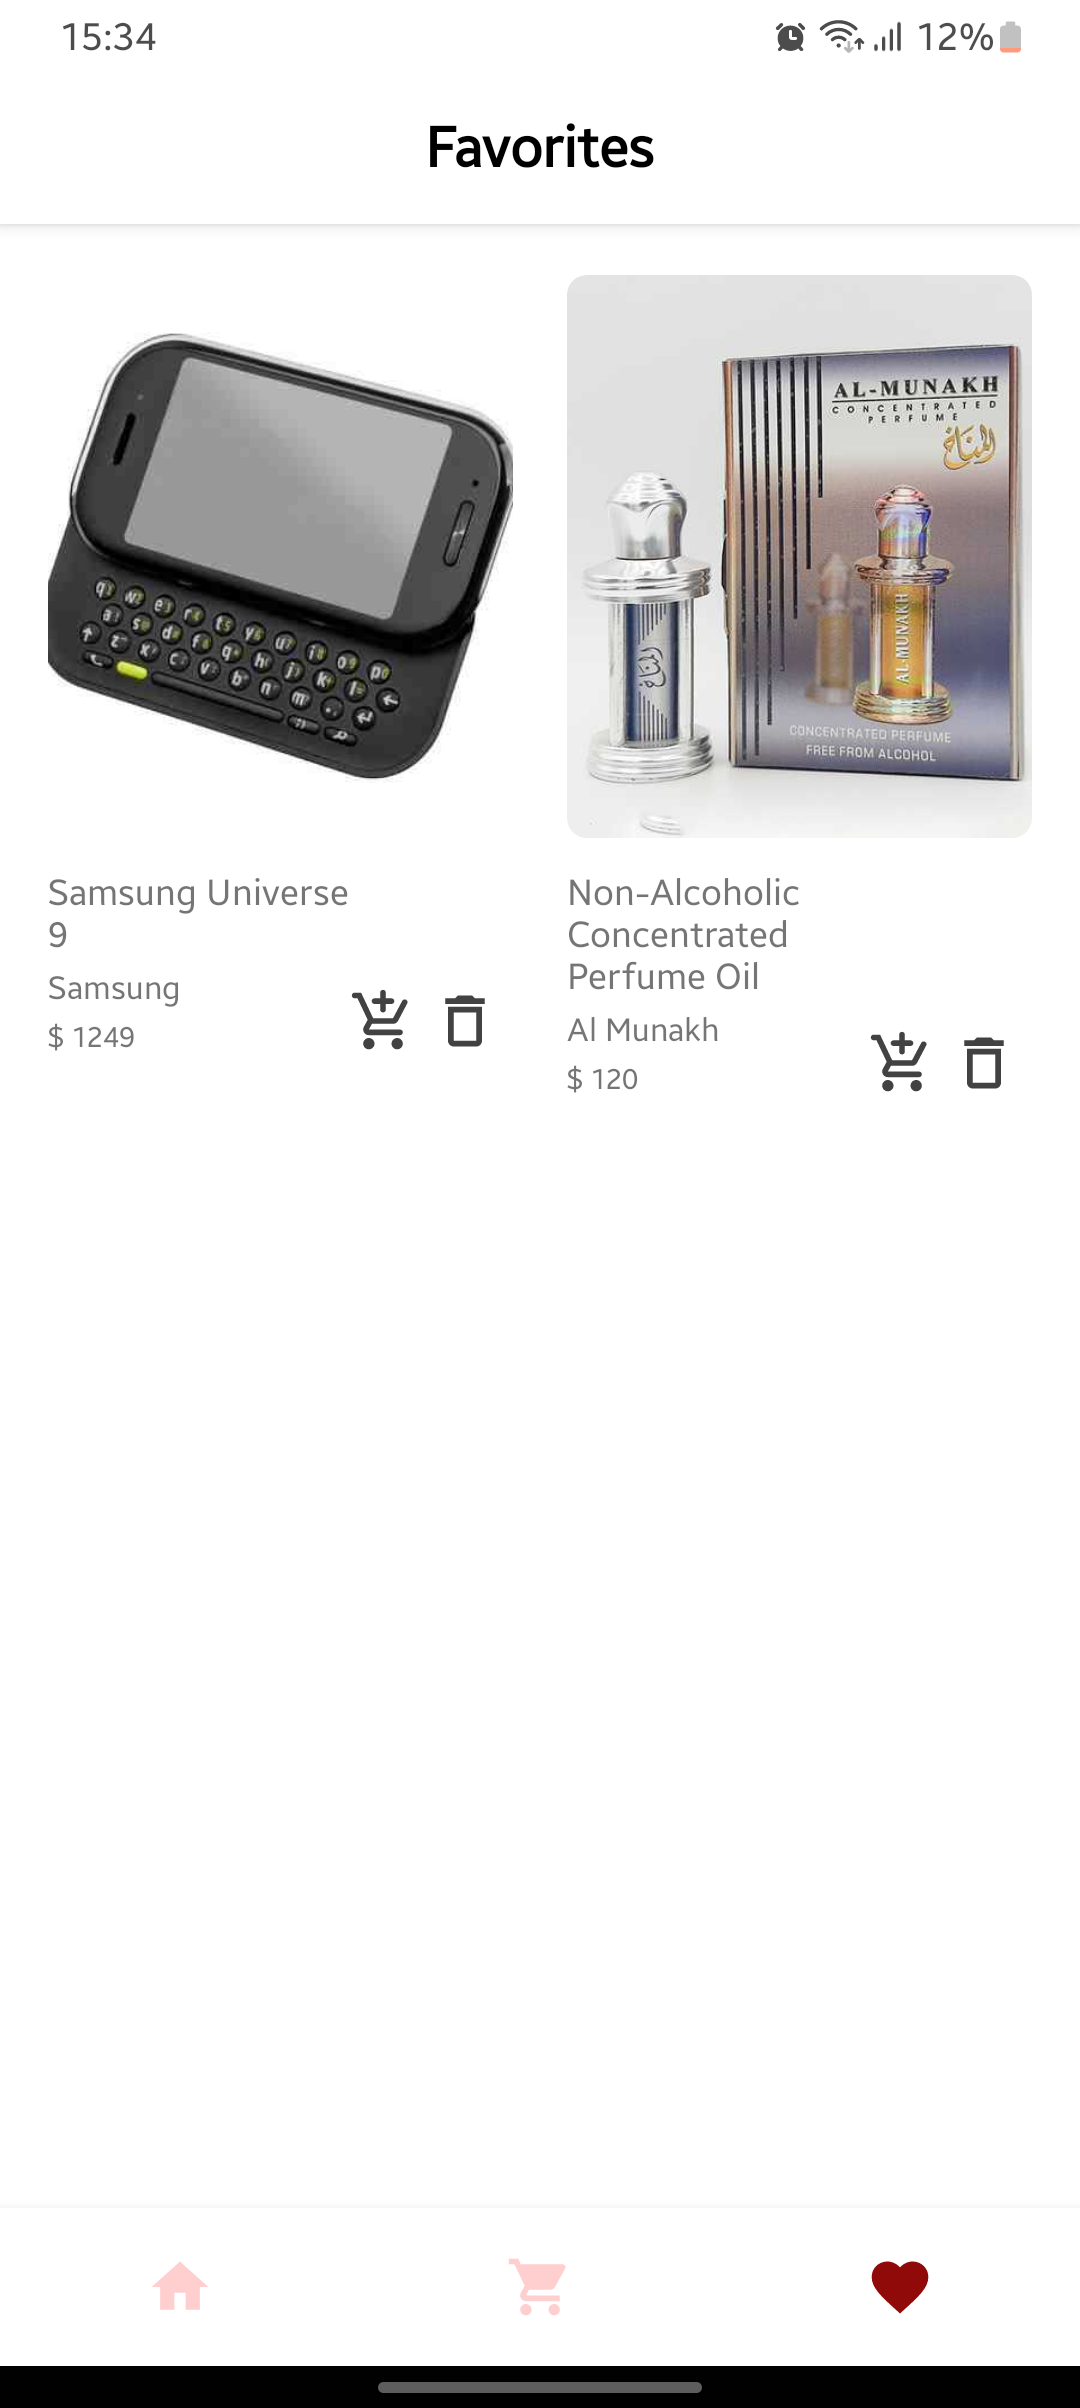 15:34
12%
Favorites
AL-MUNAKH
CONCENTRATED
PERFUME
المناخ
المناخ
AL-MUNAKH
CONCENTRATED PERFUME
FREE FROM ALCOHOL
Samsung Universe
9
Samsung
$ 1249
Non-Alcoholic
Concentrated
Perfume Oil
Al Munakh
$ 120